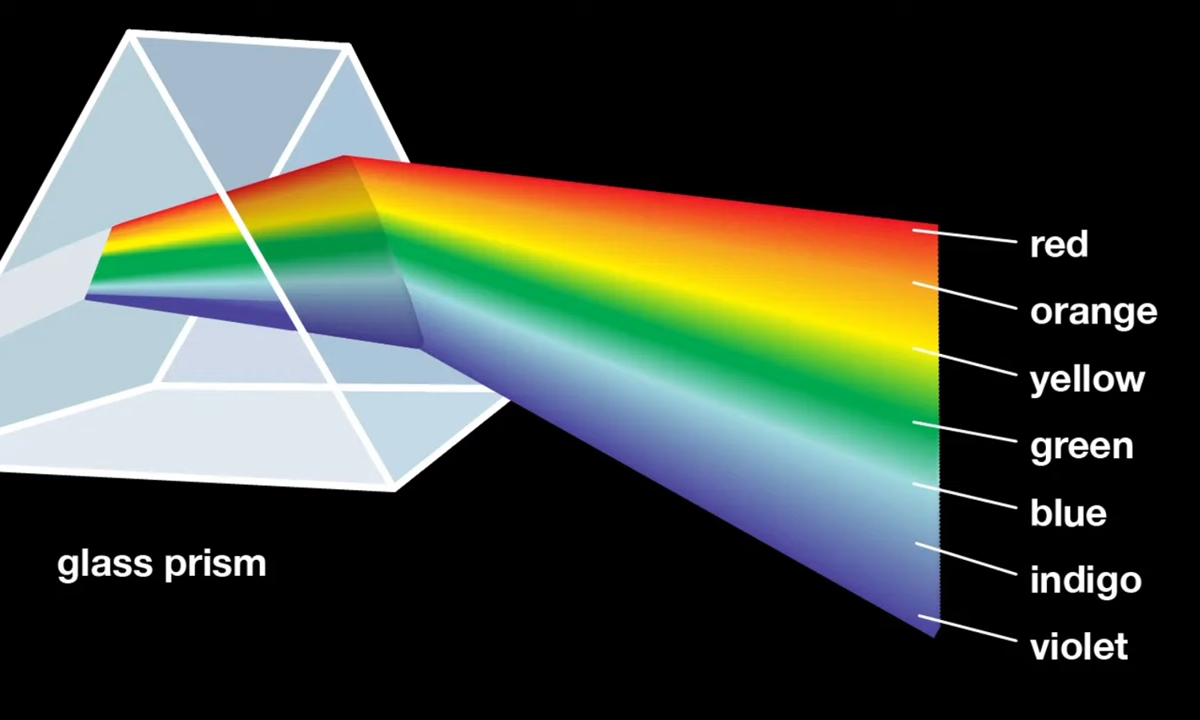 red
orange
yellow
green
blue
indigo
violet
glass prism